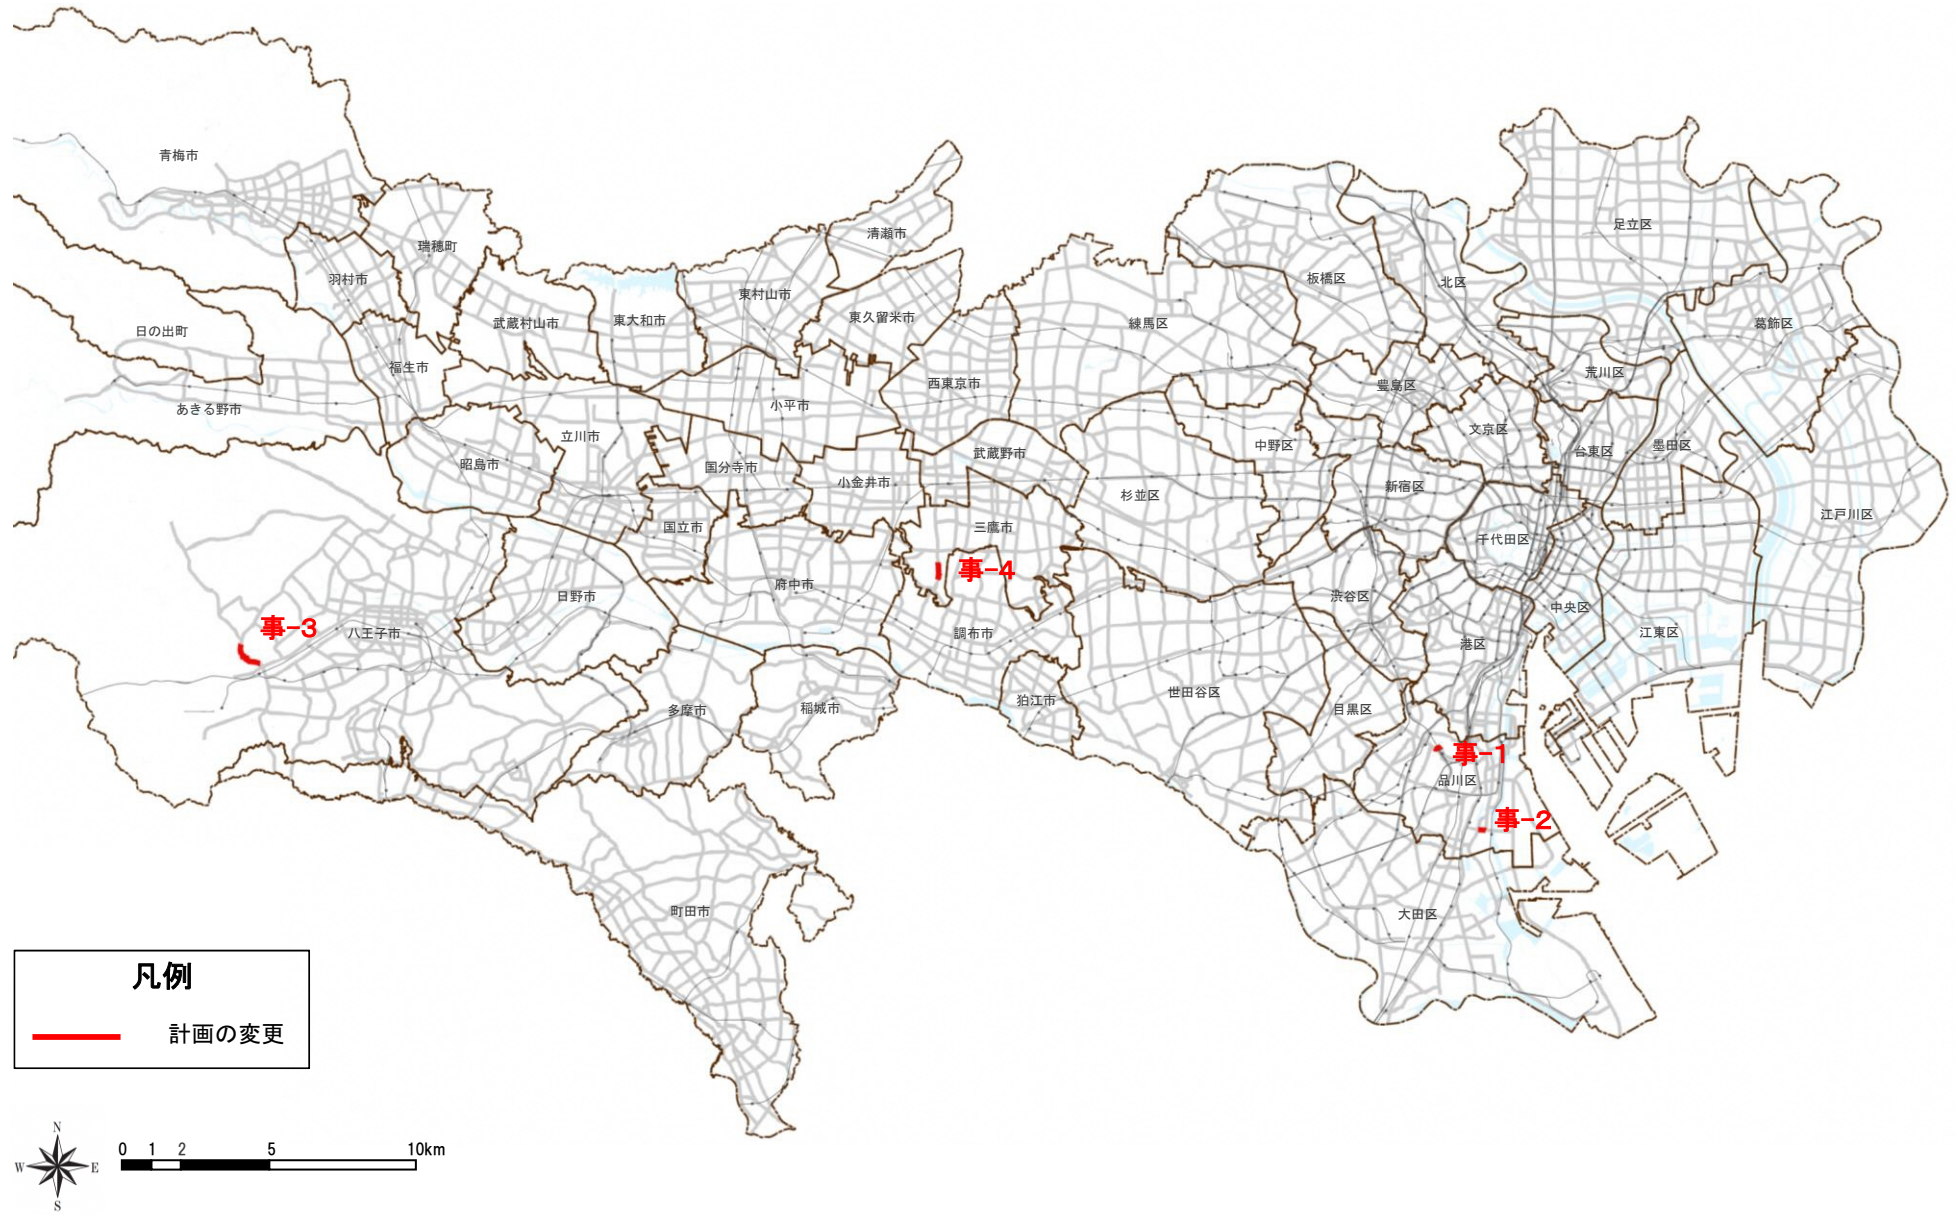 青梅市
瑞穂町
羽村市
日の出町
福生市
あきる野市
武蔵村山市
東大和市
東村山市
清瀬市
東久留米市
西東京市
小平市
立川市
昭島市
国分寺市
小金井市
武蔵野市
国立市
三鷹市
事-4
府中市
日野市
調布市
事-3
八王子市
多摩市
稲城市
狛江市
町田市
足立区
板橋区
北区
練馬区
葛飾区
荒川区
豊島区
文京区
中野区
台東区
墨田区
杉並区
新宿区
江戸川区
千代田区
渋谷区
中央区
江東区
港区
世田谷区
目黒区
事-1
品川区
事-2
大田区
凡例
計画の変更
N
W E
S
0 1 2 5 10km